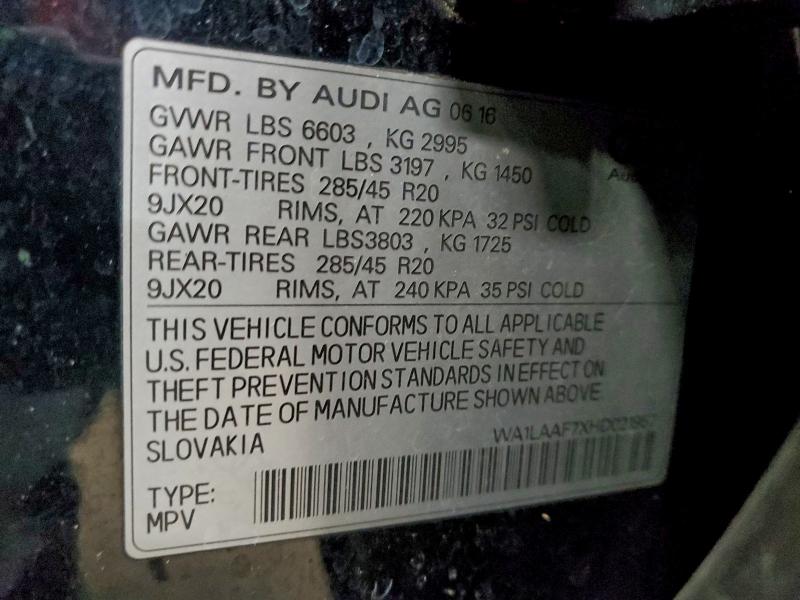 MFD. BY AUDI AG 06 16
GVWR LBS 6603 , KG 2995
GAWR FRONT LBS 3197 , KG 1450
FRONT-TIRES 285/45 R20
9JX20 RIMS, AT 220 KPA 32 PSI COLD
GAWR REAR LBS3803 , KG 1725
REAR-TIRES 285/45 R20
9JX20 RIMS, AT 240 KPA 35 PSI COLD
THIS VEHICLE CONFORMS TO ALL APPLICABLE
U.S. FEDERAL MOTOR VEHICLE SAFETY AND
THEFT PREVENTION STANDARDS IN EFFECT ON
THE DATE OF MANUFACTURE SHOWN ABOVE
SLOVAKIA
TYPE:
MPV